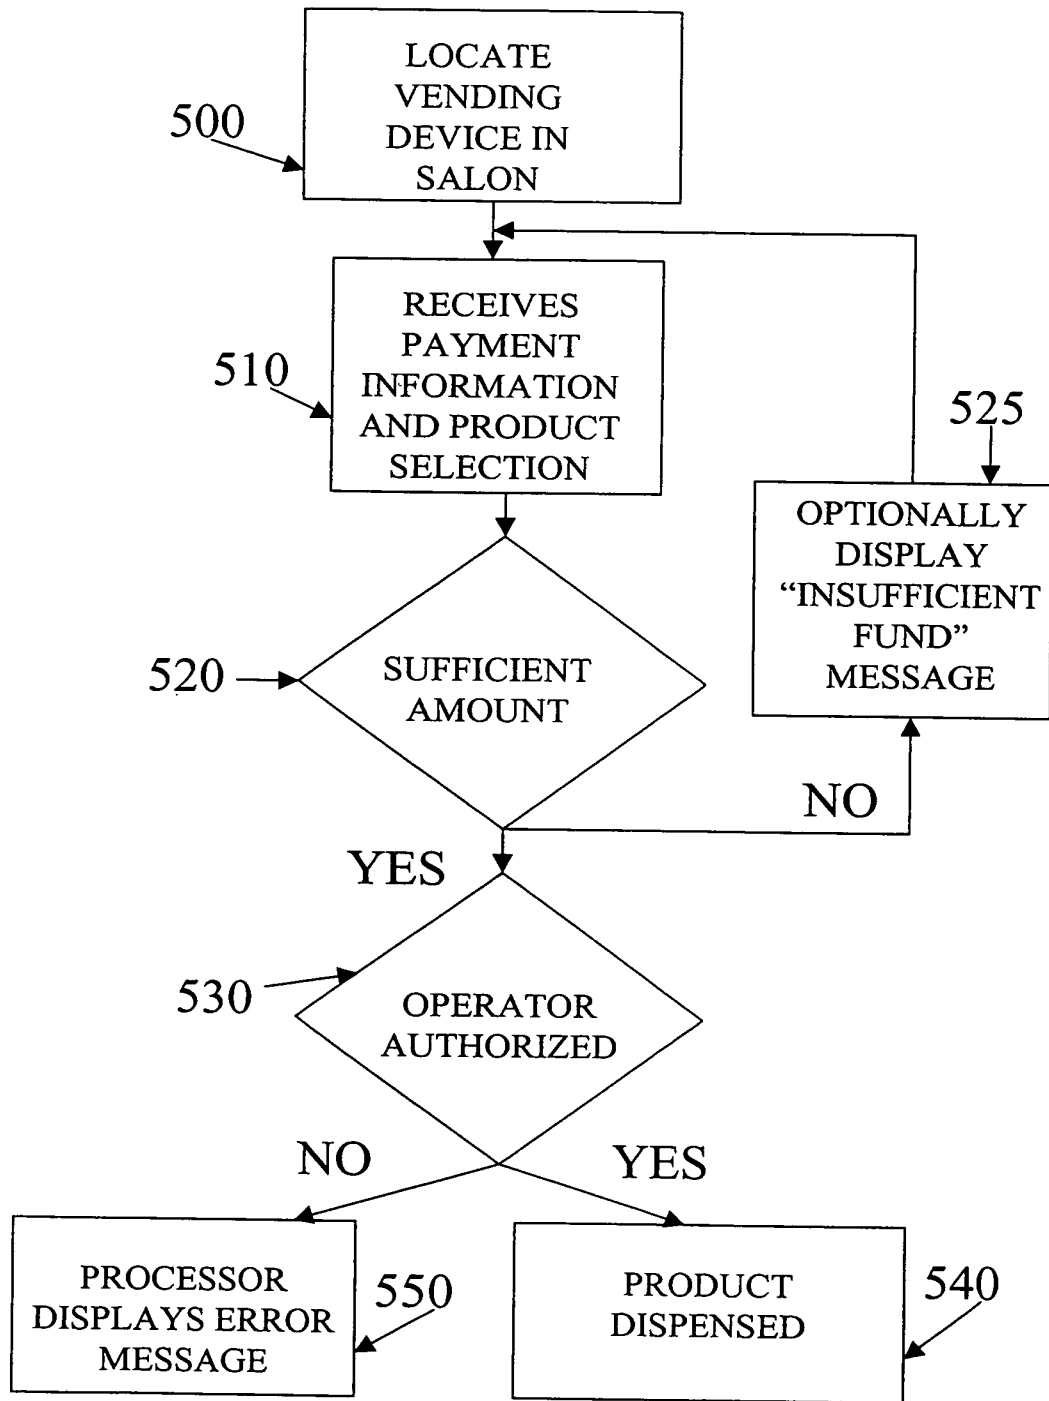 LOCATE
VENDING
DEVICE IN
SALON
500
RECEIVES
PAYMENT
INFORMATION
AND PRODUCT
SELECTION
510
525
OPTIONALLY
DISPLAY
“INSUFFICIENT
FUND”
MESSAGE
SUFFICIENT
AMOUNT
520
NO
YES
OPERATOR
AUTHORIZED
530
NO
YES
PROCESSOR
DISPLAYS ERROR
MESSAGE
550
PRODUCT
DISPENSED
540